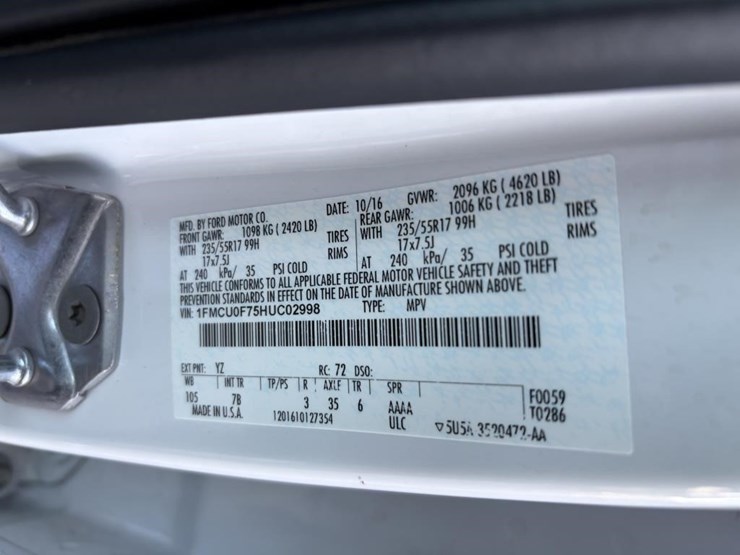 MFD. BY FORD MOTOR CO. DATE: 10/16 GVWR: 2096 KG ( 4620 LB)
FRONT GAWR: 1098 KG ( 2420 LB) REAR GAWR: 1006 KG ( 2218 LB)
WITH 235/55R17 99H TIRES WITH 235/55R17 99H TIRES
17x7.5J RIMS 17x7.5J RIMS
AT 240 kPa/ 35 PSI COLD AT 240 kPa/ 35 PSI COLD
THIS VEHICLE CONFORMS TO ALL APPLICABLE FEDERAL MOTOR VEHICLE SAFETY AND THEFT
PREVENTION STANDARDS IN EFFECT ON THE DATE OF MANUFACTURE SHOWN ABOVE.
VIN: 1FMCU0F75HUC02998 TYPE: MPV
EXT PNT: YZ RC: 72 DSO:
WB INT TR TP/PS R AXLE TR SPR
105 7B 3 35 6 AAAA F0059
MADE IN U.S.A. 1201610127354 ULC T0286
▽5U5A 3520472-AA